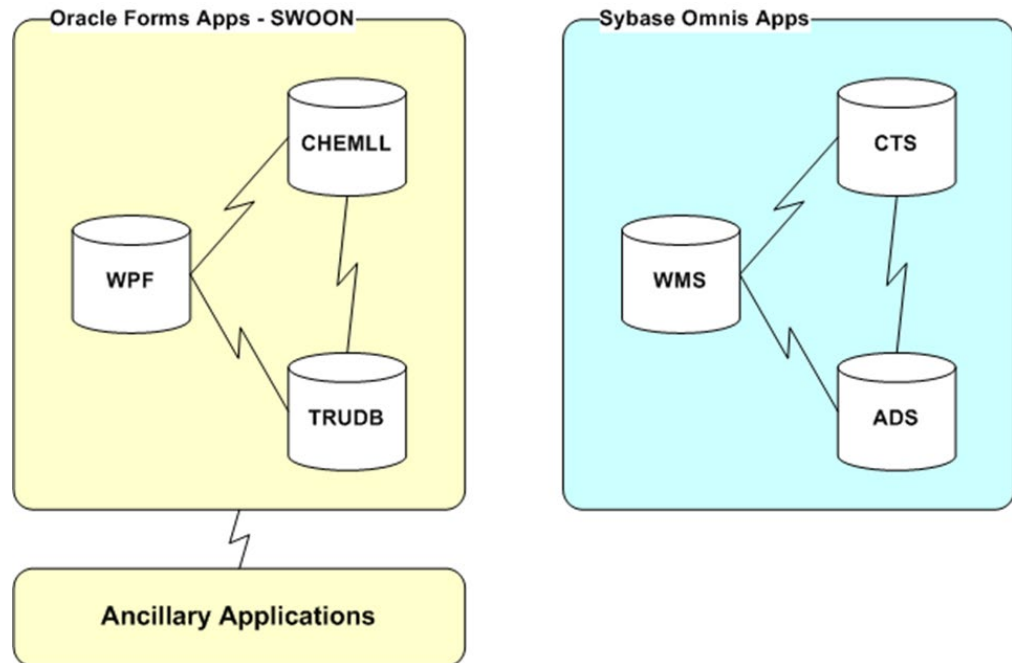 Oracle Forms Apps - SWOON
CHEMLL
WPF
TRUDB
Ancillary Applications
Sybase Omnis Apps
CTS
WMS
ADS